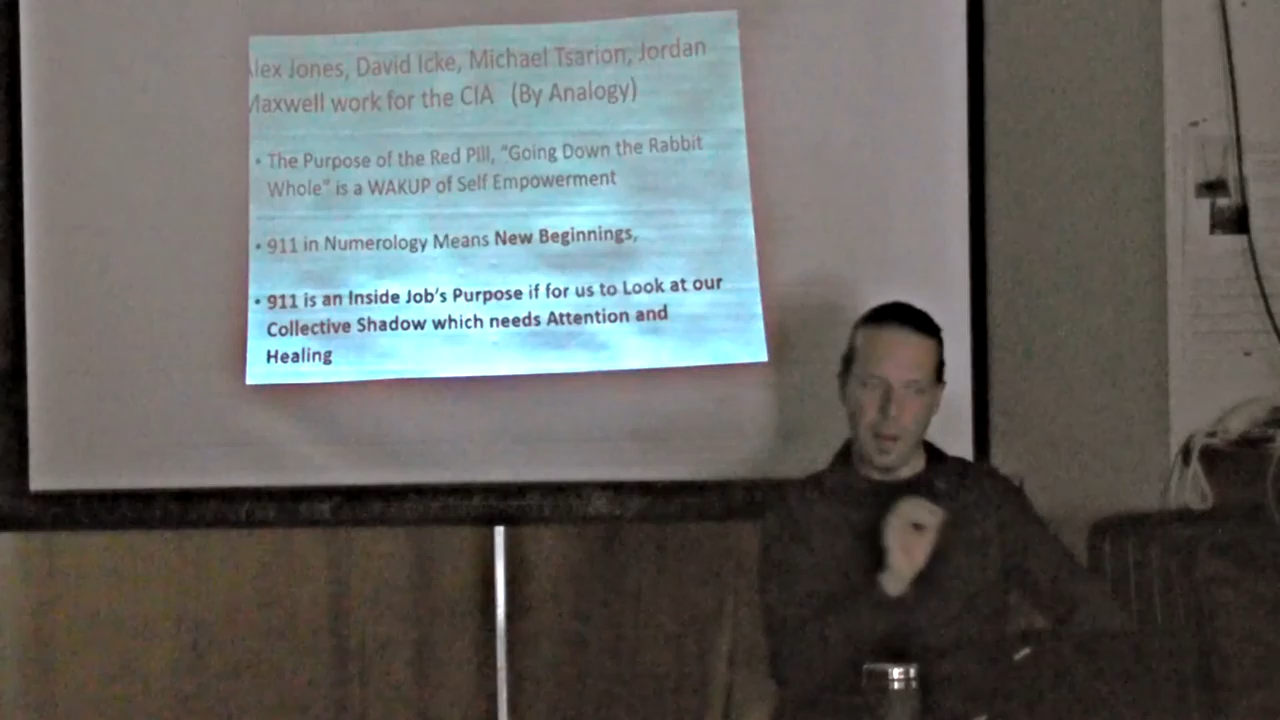 lex Jones, David Icke, Michael Tsarion, Jordan
Maxwell work for the CIA (By Analogy)
• The Purpose of the Red Pill, “Going Down the Rabbit
Whole” is a WAKUP of Self Empowerment
• 911 in Numerology Means New Beginnings,
• 911 is an Inside Job’s Purpose if for us to Look at our
Collective Shadow which needs Attention and
Healing